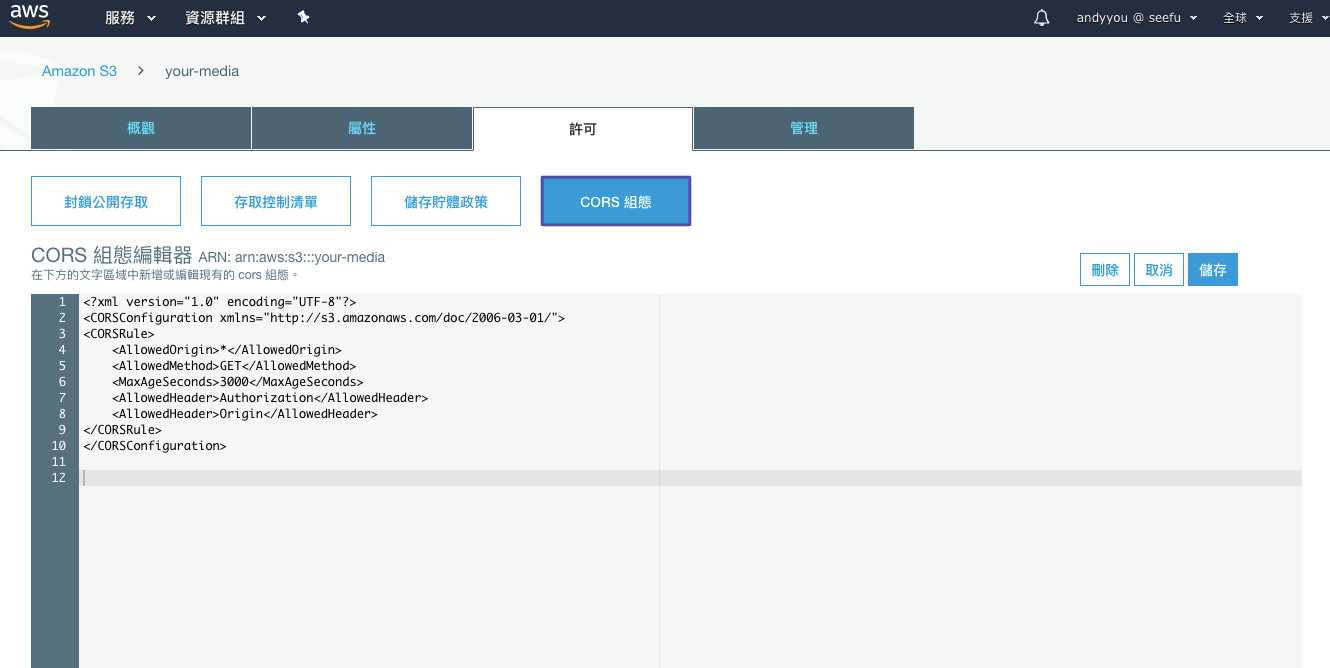 aws 服務 資源群組 andyyou @ seefu 全球 支援
Amazon S3 > your-media
概觀 屬性 許可 管理
封鎖公開存取 存取控制清單 儲存貯體政策 CORS 組態
CORS 組態編輯器 ARN: arn:aws:s3:::your-media
在下方的文字區域中新增或編輯現有的 cors 組態。
刪除 取消 儲存
1 <?xml version="1.0" encoding="UTF-8"?>
2 <CORSConfiguration xmlns="http://s3.amazonaws.com/doc/2006-03-01/">
3 <CORSRule>
4     <AllowedOrigin>*</AllowedOrigin>
5     <AllowedMethod>GET</AllowedMethod>
6     <MaxAgeSeconds>3000</MaxAgeSeconds>
7     <AllowedHeader>Authorization</AllowedHeader>
8     <AllowedHeader>Origin</AllowedHeader>
9 </CORSRule>
10 </CORSConfiguration>
11
12